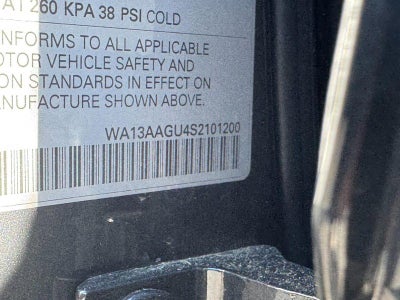 AT 260 KPA 38 PSI COLD
NFORMS TO ALL APPLICABLE
OTOR VEHICLE SAFETY AND
ON STANDARDS IN EFFECT ON
ANUFACTURE SHOWN ABOVE.
WA13AAGU4S2101200